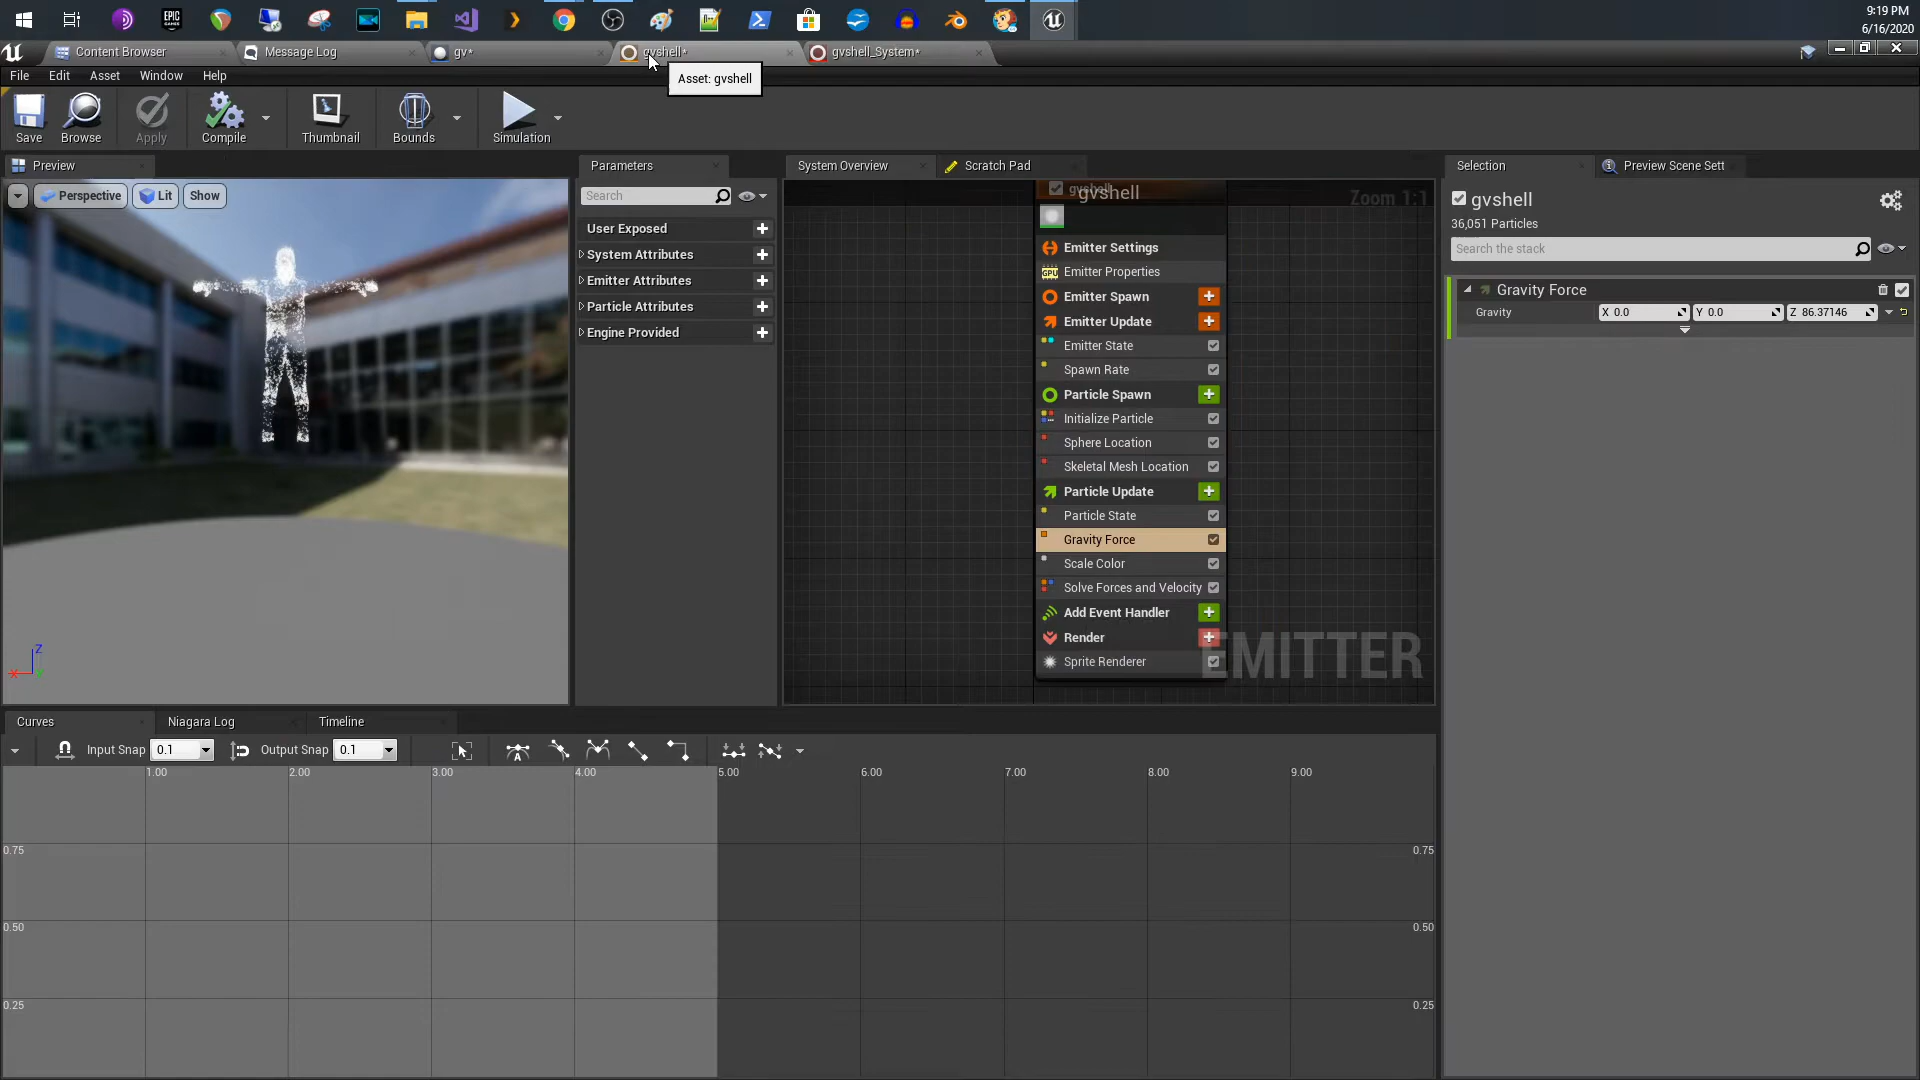 9:19 PM
6/16/2020
Content Browser
Message Log
gv*
gvshell*
gvshell_System*
File Edit Asset Window Help
Asset: gvshell
Save
Browse
Apply
Compile
Thumbnail
Bounds
Simulation
Preview
Perspective
Lit
Show
Parameters
Search
User Exposed
System Attributes
Emitter Attributes
Particle Attributes
Engine Provided
System Overview
Scratch Pad
gvshell
gvshell
Zoom 1:1
Emitter Settings
GPU
Emitter Properties
Emitter Spawn
Emitter Update
Emitter State
Spawn Rate
Particle Spawn
Initialize Particle
Sphere Location
Skeletal Mesh Location
Particle Update
Particle State
Gravity Force
Scale Color
Solve Forces and Velocity
Add Event Handler
Render
Sprite Renderer
EMITTER
Selection
Preview Scene Sett
gvshell
36,051 Particles
Search the stack
Gravity Force
Gravity X 0.0 Y 0.0 Z 86.37146
Z
X
Curves
Niagara Log
Timeline
Input Snap 0.1
Output Snap 0.1
1.00 2.00 3.00 4.00 5.00 6.00 7.00 8.00 9.00
0.75 0.75
0.50 0.50
0.25 0.25